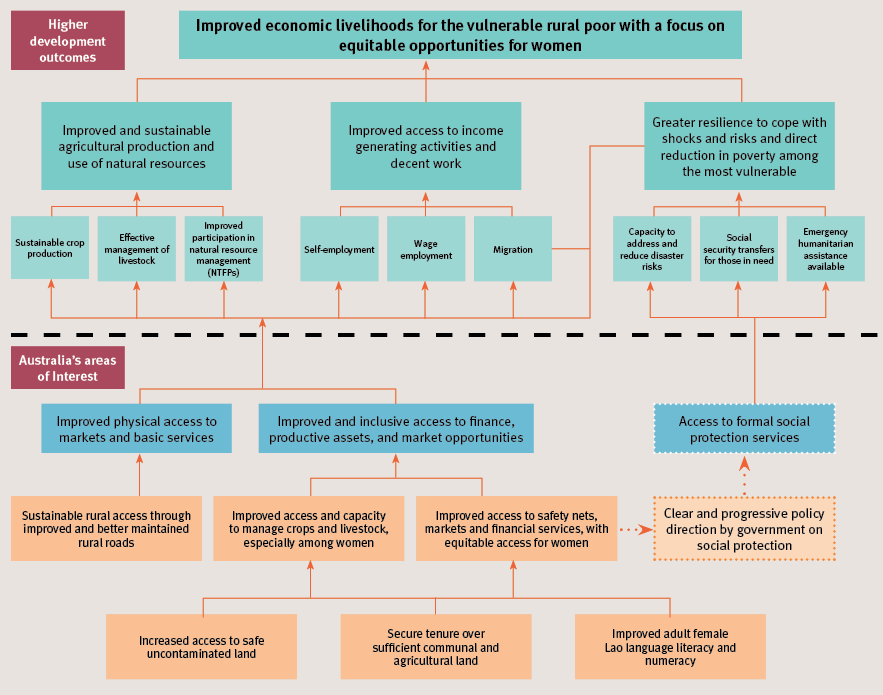 Higher
development
outcomes
Improved economic livelihoods for the vulnerable rural poor with a focus on
equitable opportunities for women
Improved and sustainable
agricultural production and
use of natural resources
Improved access to income
generating activities and
decent work
Greater resilience to cope with
shocks and risks and direct
reduction in poverty among
the most vulnerable
Sustainable crop
production
Effective
management of
livestock
Improved
participation in
natural resource
management
(NTFPs)
Self-employment
Wage
employment
Migration
Capacity to
address and
reduce disaster
risks
Social
security transfers
for those in need
Emergency
humanitarian
assistance
available
Australia's areas
of Interest
Improved physical access to
markets and basic services
Improved and inclusive access to finance,
productive assets, and market opportunities
Access to formal social
protection services
Sustainable rural access through
improved and better maintained
rural roads
Improved access and capacity
to manage crops and livestock,
especially among women
Improved access to safety nets,
markets and financial services, with
equitable access for women
Clear and progressive policy
direction by government on
social protection
Increased access to safe
uncontaminated land
Secure tenure over
sufficient communal and
agricultural land
Improved adult female
Lao language literacy and
numeracy